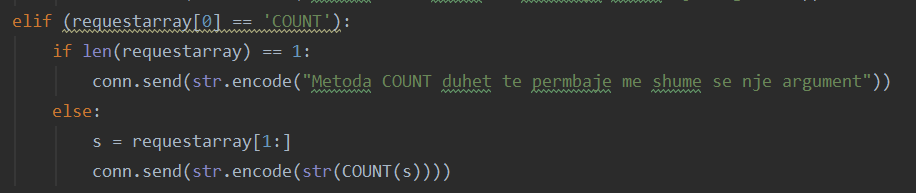 elif (requestarray[0] == 'COUNT'):
if len(requestarray) == 1:
conn.send(str.encode("Metoda COUNT duhet te permbaje me shume se nje argument"))
else:
s = requestarray[1:]
conn.send(str.encode(str(COUNT(s))))